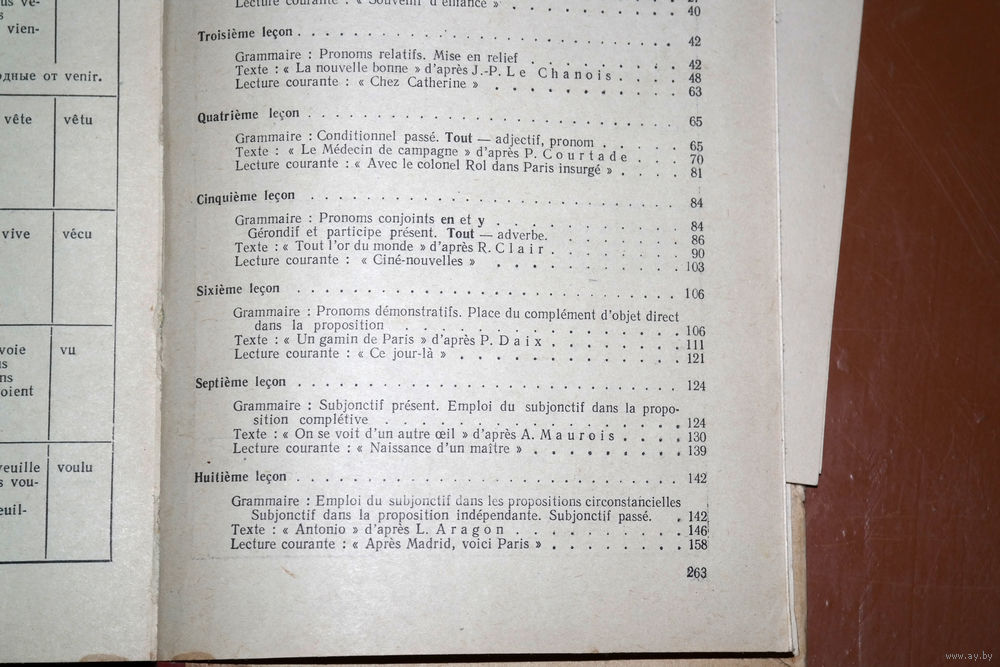 vien-
одные от venir.
vête vêtu
vive vécu
voie vu
ns
oient
veuille voulu
s vou-
euil-
Lecture courante : « Souvenir d'enfance » . . . . . . . 40
Troisième leçon . . . . . . . . . . . . . . . . . . . . 42
Grammaire : Pronoms relatifs. Mise en relief . . . . . . 42
Texte : « La nouvelle bonne » d'après J.-P. Le Chanois . . . . 48
Lecture courante : « Chez Catherine » . . . . . . . . . 63
Quatrième leçon . . . . . . . . . . . . . . . . . . . . 65
Grammaire : Conditionnel passé. Tout — adjectif, pronom . . . . 65
Texte : « Le Médecin de campagne » d'après P. Courtade . . . 70
Lecture courante : « Avec le colonel Rol dans Paris insurgé » . . . . 81
Cinquième leçon . . . . . . . . . . . . . . . . . . . . 84
Grammaire : Pronoms conjoints en et y . . . . . . . . . 84
Gérondif et participe présent. Tout — adverbe. . . . . . . 86
Texte : « Tout l'or du monde » d'après R. Clair . . . . . . 90
Lecture courante : « Ciné-nouvelles » . . . . . . . . . 103
Sixième leçon . . . . . . . . . . . . . . . . . . . . 106
Grammaire : Pronoms démonstratifs. Place du complément d'objet direct
dans la proposition . . . . . . . . . . . . . . . 106
Texte : « Un gamin de Paris » d'après P. Daix . . . . . . 111
Lecture courante : « Ce jour-là » . . . . . . . . . . . 121
Septième leçon . . . . . . . . . . . . . . . . . . . . 124
Grammaire : Subjonctif présent. Emploi du subjonctif dans la propo-
sition complétive . . . . . . . . . . . . . . . . 124
Texte : « On se voit d'un autre œil » d'après A. Maurois . . . . 130
Lecture courante : « Naissance d'un maître » . . . . . . . 139
Huitième leçon . . . . . . . . . . . . . . . . . . . . 142
Grammaire : Emploi du subjonctif dans les propositions circonstancielles
Subjonctif dans la proposition indépendante. Subjonctif passé. . 142
Texte : « Antonio » d'après L. Aragon . . . . . . . . . 146
Lecture courante : « Après Madrid, voici Paris » . . . . . . 158
263
www.ay.by